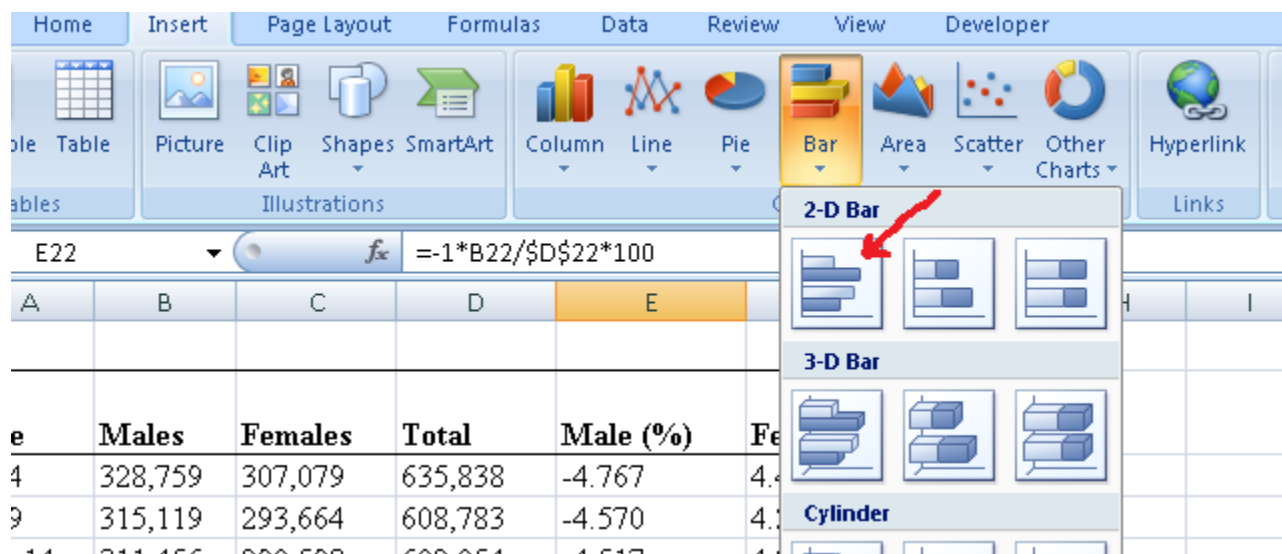 Home Insert Page Layout Formulas Data Review View Developer
Table Picture Clip Art Shapes SmartArt Column Line Pie Bar Area Scatter Other Charts Hyperlink
Illustrations Links
2-D Bar
E22 fx =-1*B22/$D$22*100
A B C D E H I
3-D Bar
Males Females Total Male (%)
4 328,759 307,079 635,838 -4.767
9 315,119 293,664 608,783 -4.570
Cylinder